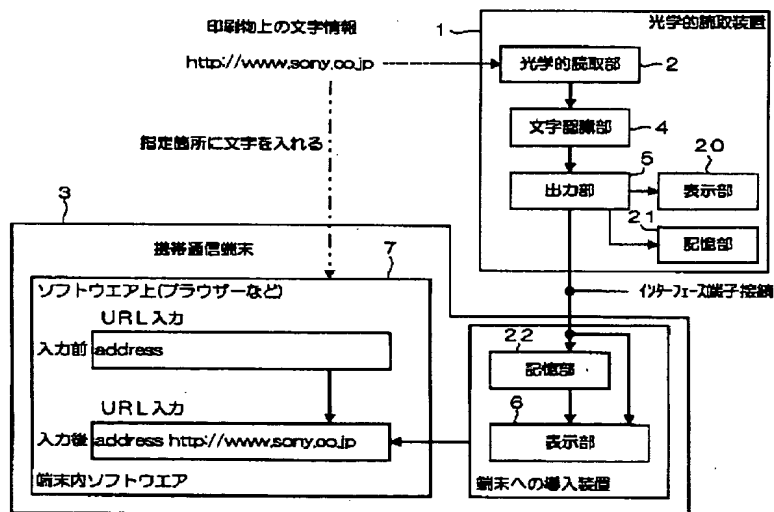 印刷物上の文字情報
http://www.sony.co.jp
指定箇所に文字を入れる
1
光学的読取装置
光学的読取部
2
文字認識部
4
5
出力部
20
表示部
21
記憶部
インターフェース端子接続
3
携帯通信端末
7
ソフトウエア上(ブラウザーなど)
URL入力
入力前 address
URL入力
入力後 address http://www.sony.co.jp
端末内ソフトウエア
22
記憶部
6
表示部
端末への導入装置